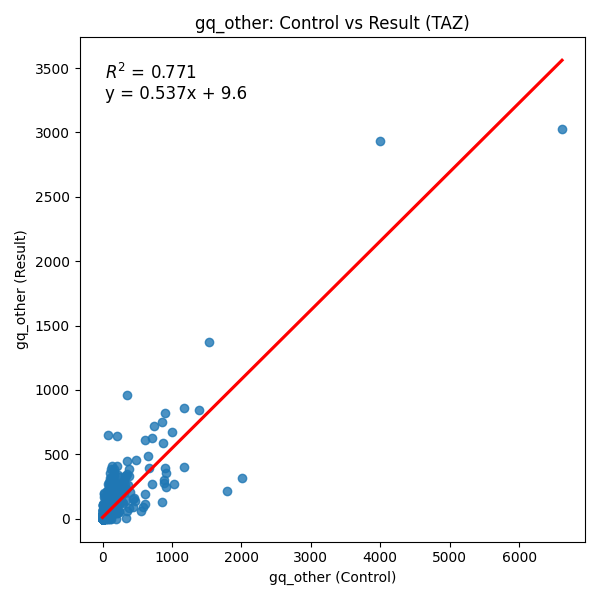 gq_other: Control vs Result (TAZ)
R² = 0.771
y = 0.537x + 9.6
3500
3000
2500
2000
1500
1000
500
0
gq_other (Result)
0 1000 2000 3000 4000 5000 6000
gq_other (Control)